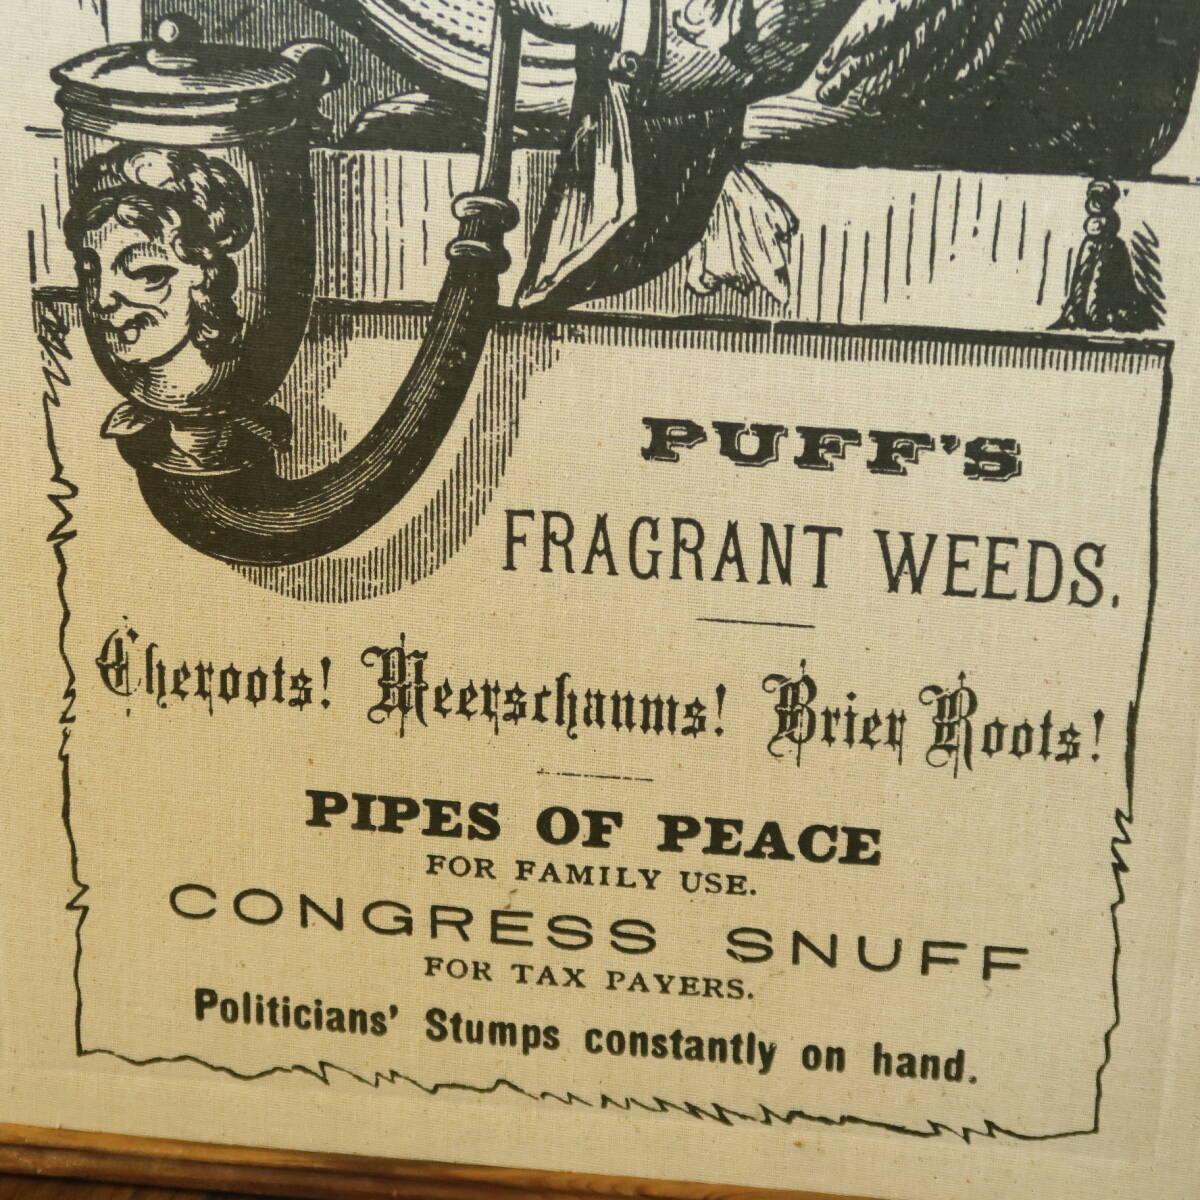 PUFF'S
FRAGRANT WEEDS.
Cheroots! Meerschaums! Brier Roots!
PIPES OF PEACE
FOR FAMILY USE.
CONGRESS SNUFF
FOR TAX PAYERS.
Politicians' Stumps constantly on hand.